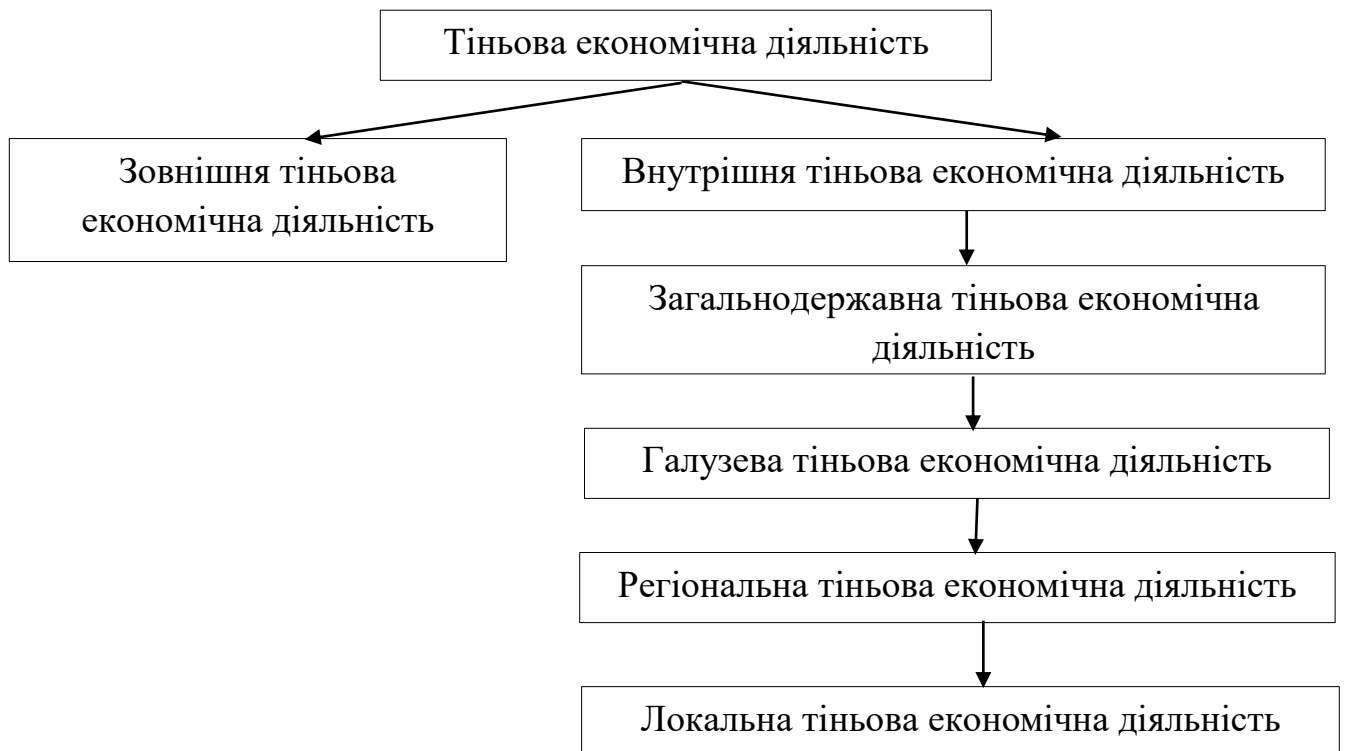 Тіньова економічна діяльність
Зовнішня тіньова
економічна діяльність
Внутрішня тіньова економічна діяльність
Загальнодержавна тіньова економічна
діяльність
Галузева тіньова економічна діяльність
Регіональна тіньова економічна діяльність
Локальна тіньова економічна діяльність